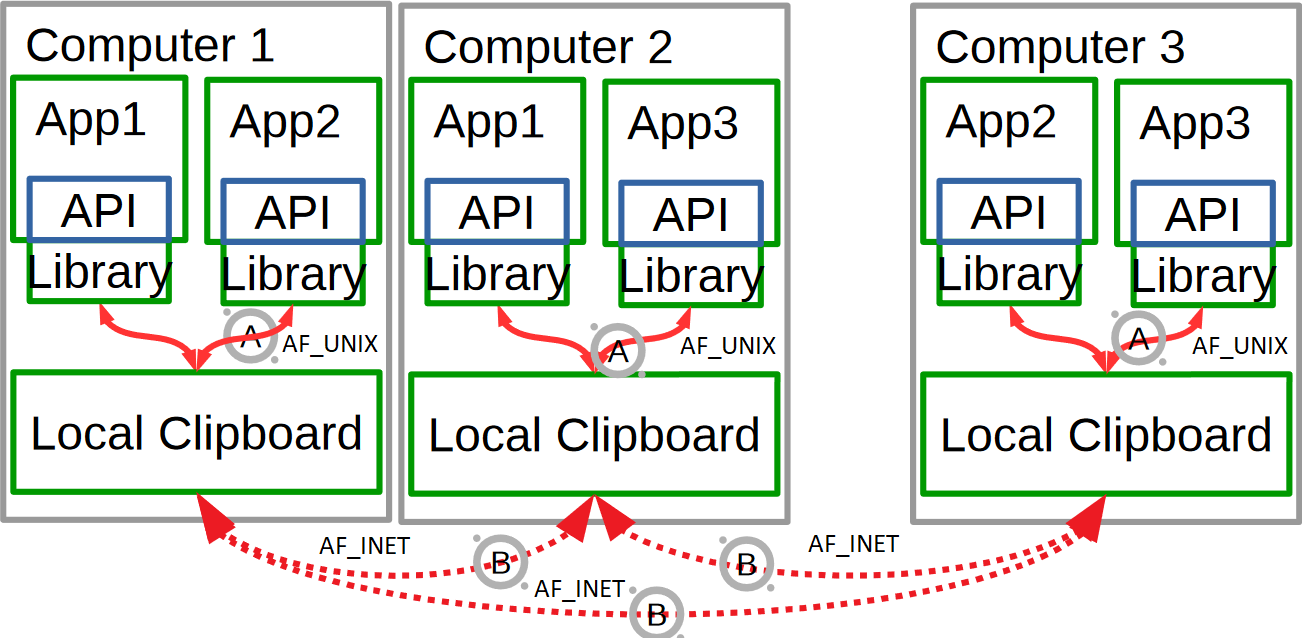 Computer 1
Computer 2
Computer 3
App1
App2
App1
App3
App2
App3
API
API
API
API
API
API
Library
Library
Library
Library
Library
Library
A
AF_UNIX
A
AF_UNIX
A
AF_UNIX
Local Clipboard
Local Clipboard
Local Clipboard
AF_INET
B
B
AF_INET
AF_INET
B